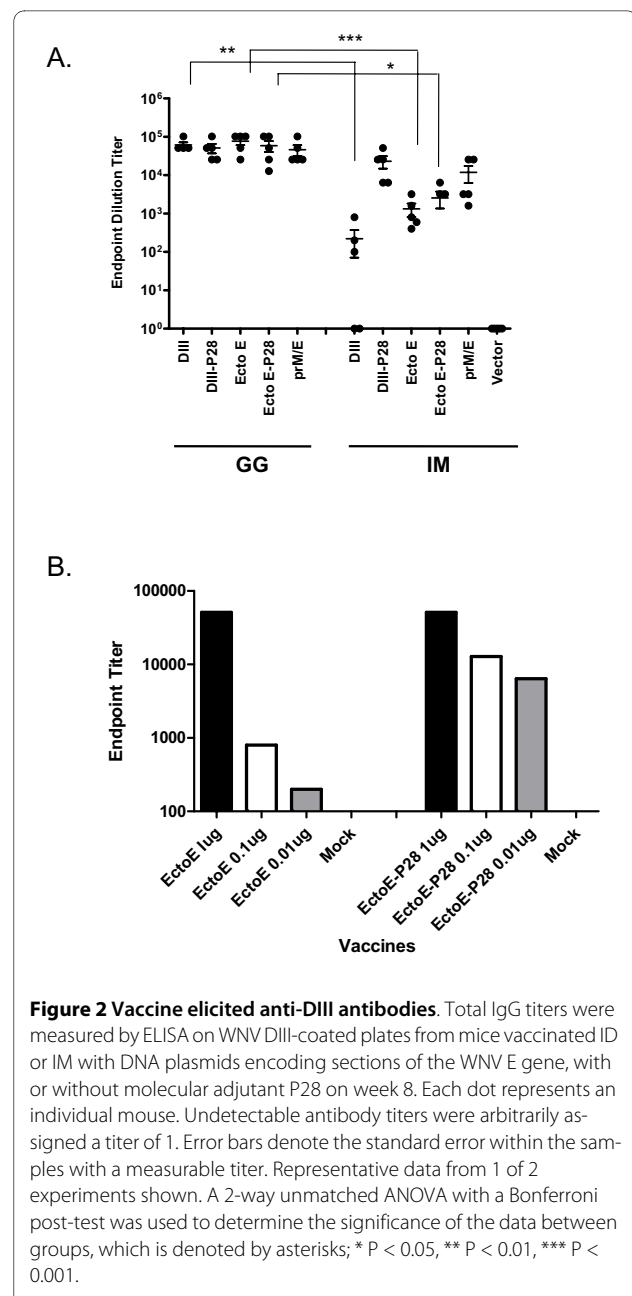 A.
***
**
*
Endpoint Dilution Titer
10⁶
10⁵
10⁴
10³
10²
10¹
10⁰
DIII
DIII-P28
Ecto E
Ecto E-P28
prM/E
DIII
DIII-P28
Ecto E
Ecto E-P28
prM/E
Vector
GG
IM
B.
Endpoint Titer
100000
10000
1000
100
EctoE 1ug
EctoE 0.1ug
EctoE 0.01ug
Mock
EctoE-P28 1ug
EctoE-P28 0.1ug
EctoE-P28 0.01ug
Mock
Vaccines
Figure 2 Vaccine elicited anti-DIII antibodies. Total IgG titers were
measured by ELISA on WNV DIII-coated plates from mice vaccinated ID
or IM with DNA plasmids encoding sections of the WNV E gene, with
or without molecular adjutant P28 on week 8. Each dot represents an
individual mouse. Undetectable antibody titers were arbitrarily as-
signed a titer of 1. Error bars denote the standard error within the sam-
ples with a measurable titer. Representative data from 1 of 2
experiments shown. A 2-way unmatched ANOVA with a Bonferroni
post-test was used to determine the significance of the data between
groups, which is denoted by asterisks; * P < 0.05, ** P < 0.01, *** P <
0.001.